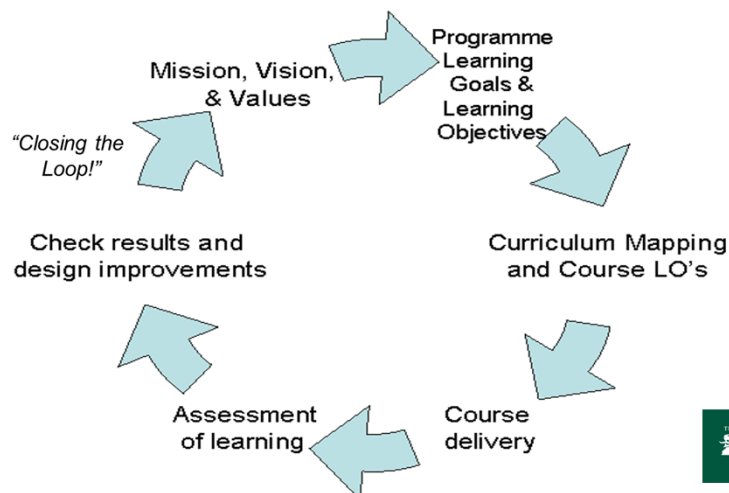 Mission, Vision,
& Values
Programme
Learning
Goals &
Learning
Objectives
"Closing the
Loop!"
Check results and
design improvements
Curriculum Mapping
and Course LO's
Assessment
of learning
Course
delivery